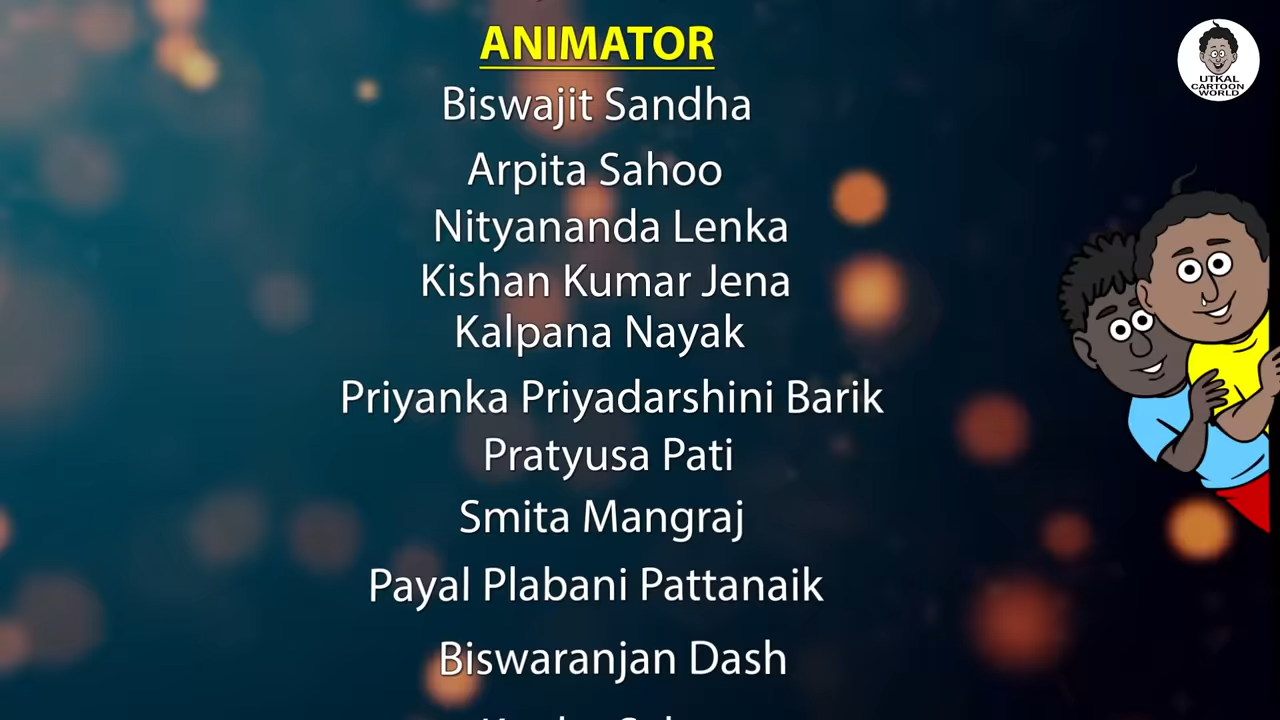 ANIMATOR
Biswajit Sandha
Arpita Sahoo
Nityananda Lenka
Kishan Kumar Jena
Kalpana Nayak
Priyanka Priyadarshini Barik
Pratyusa Pati
Smita Mangraj
Payal Plabani Pattanaik
Biswaranjan Dash
UTKAL
CARTOON
WORLD